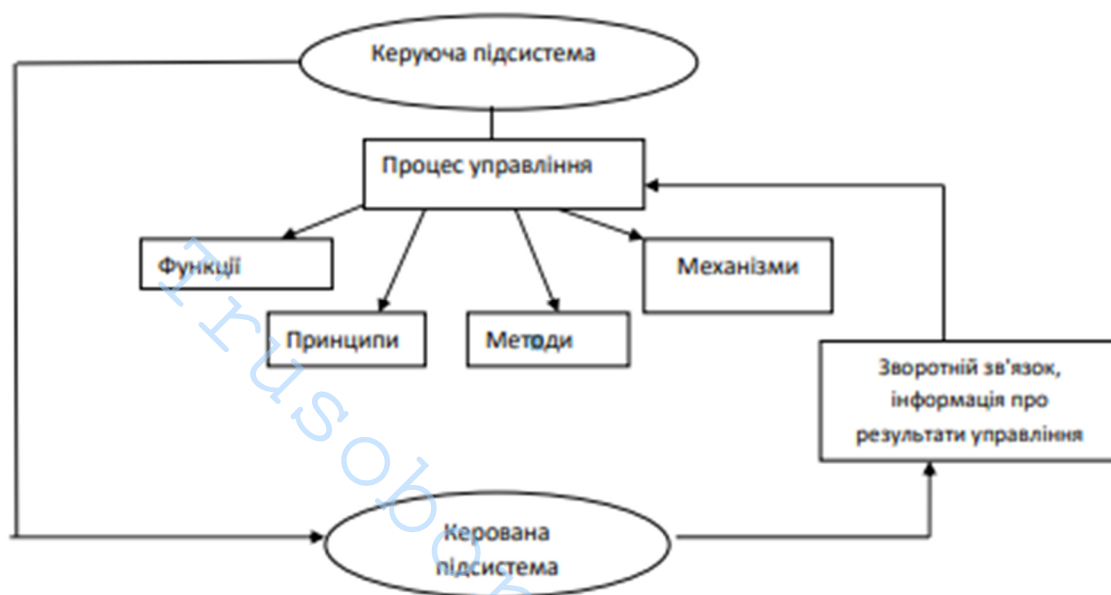 Керуюча підсистема
Процес управління
Функції
Механізми
Принципи
Методи
Зворотній зв'язок,
інформація про
результати управління
Керована
підсистема